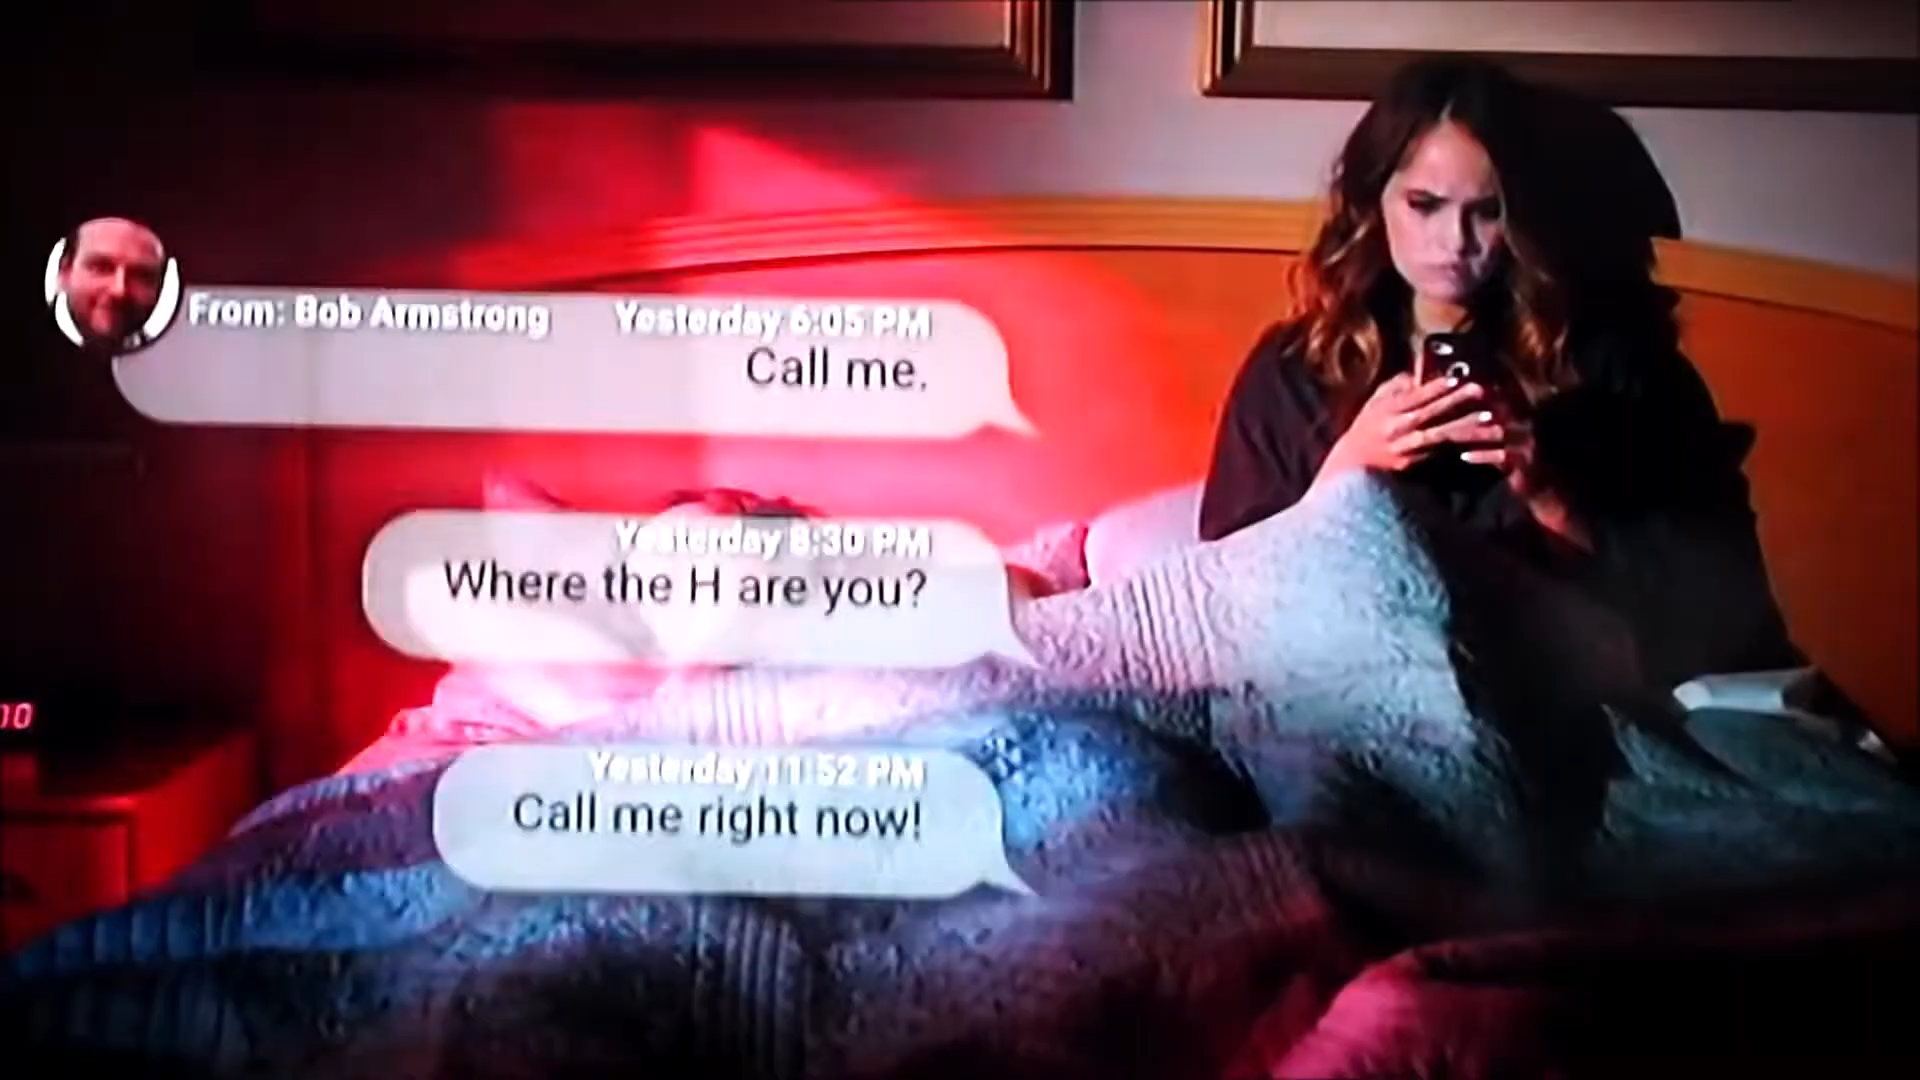 From: Bob Armstrong Yesterday 6:05 PM
Call me.
Yesterday 8:30 PM
Where the H are you?
Yesterday 11:52 PM
Call me right now!